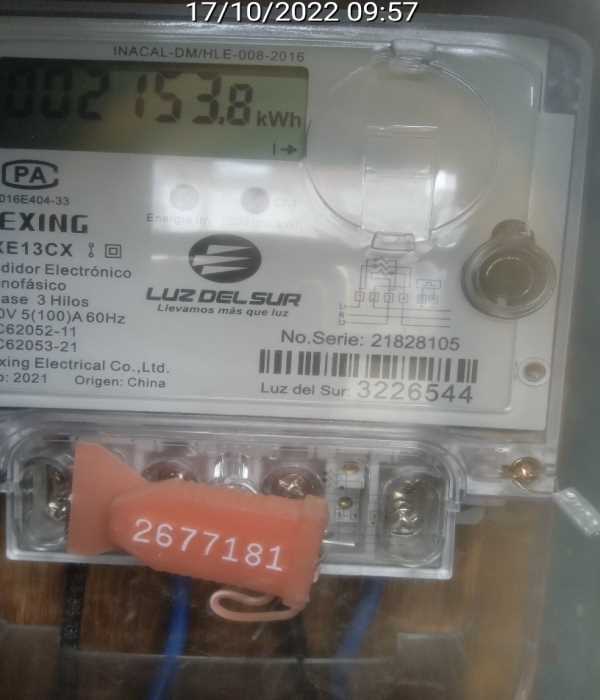 17/10/2022 09:57
INACAL-DM/HLE-008-2016
002153.8 kWh
PA
016E404-33
EXING
XE13CX
didor Electrónico
nofásico
ase 3 Hilos
0V 5(100)A 60Hz
C62052-11
C62053-21
xing Electrical Co.,Ltd.
o: 2021 Origen: China
Energía
LUZ DEL SUR
Llevamos más que luz
No.Serie: 21828105
Luz del Sur: 3226544
2677181